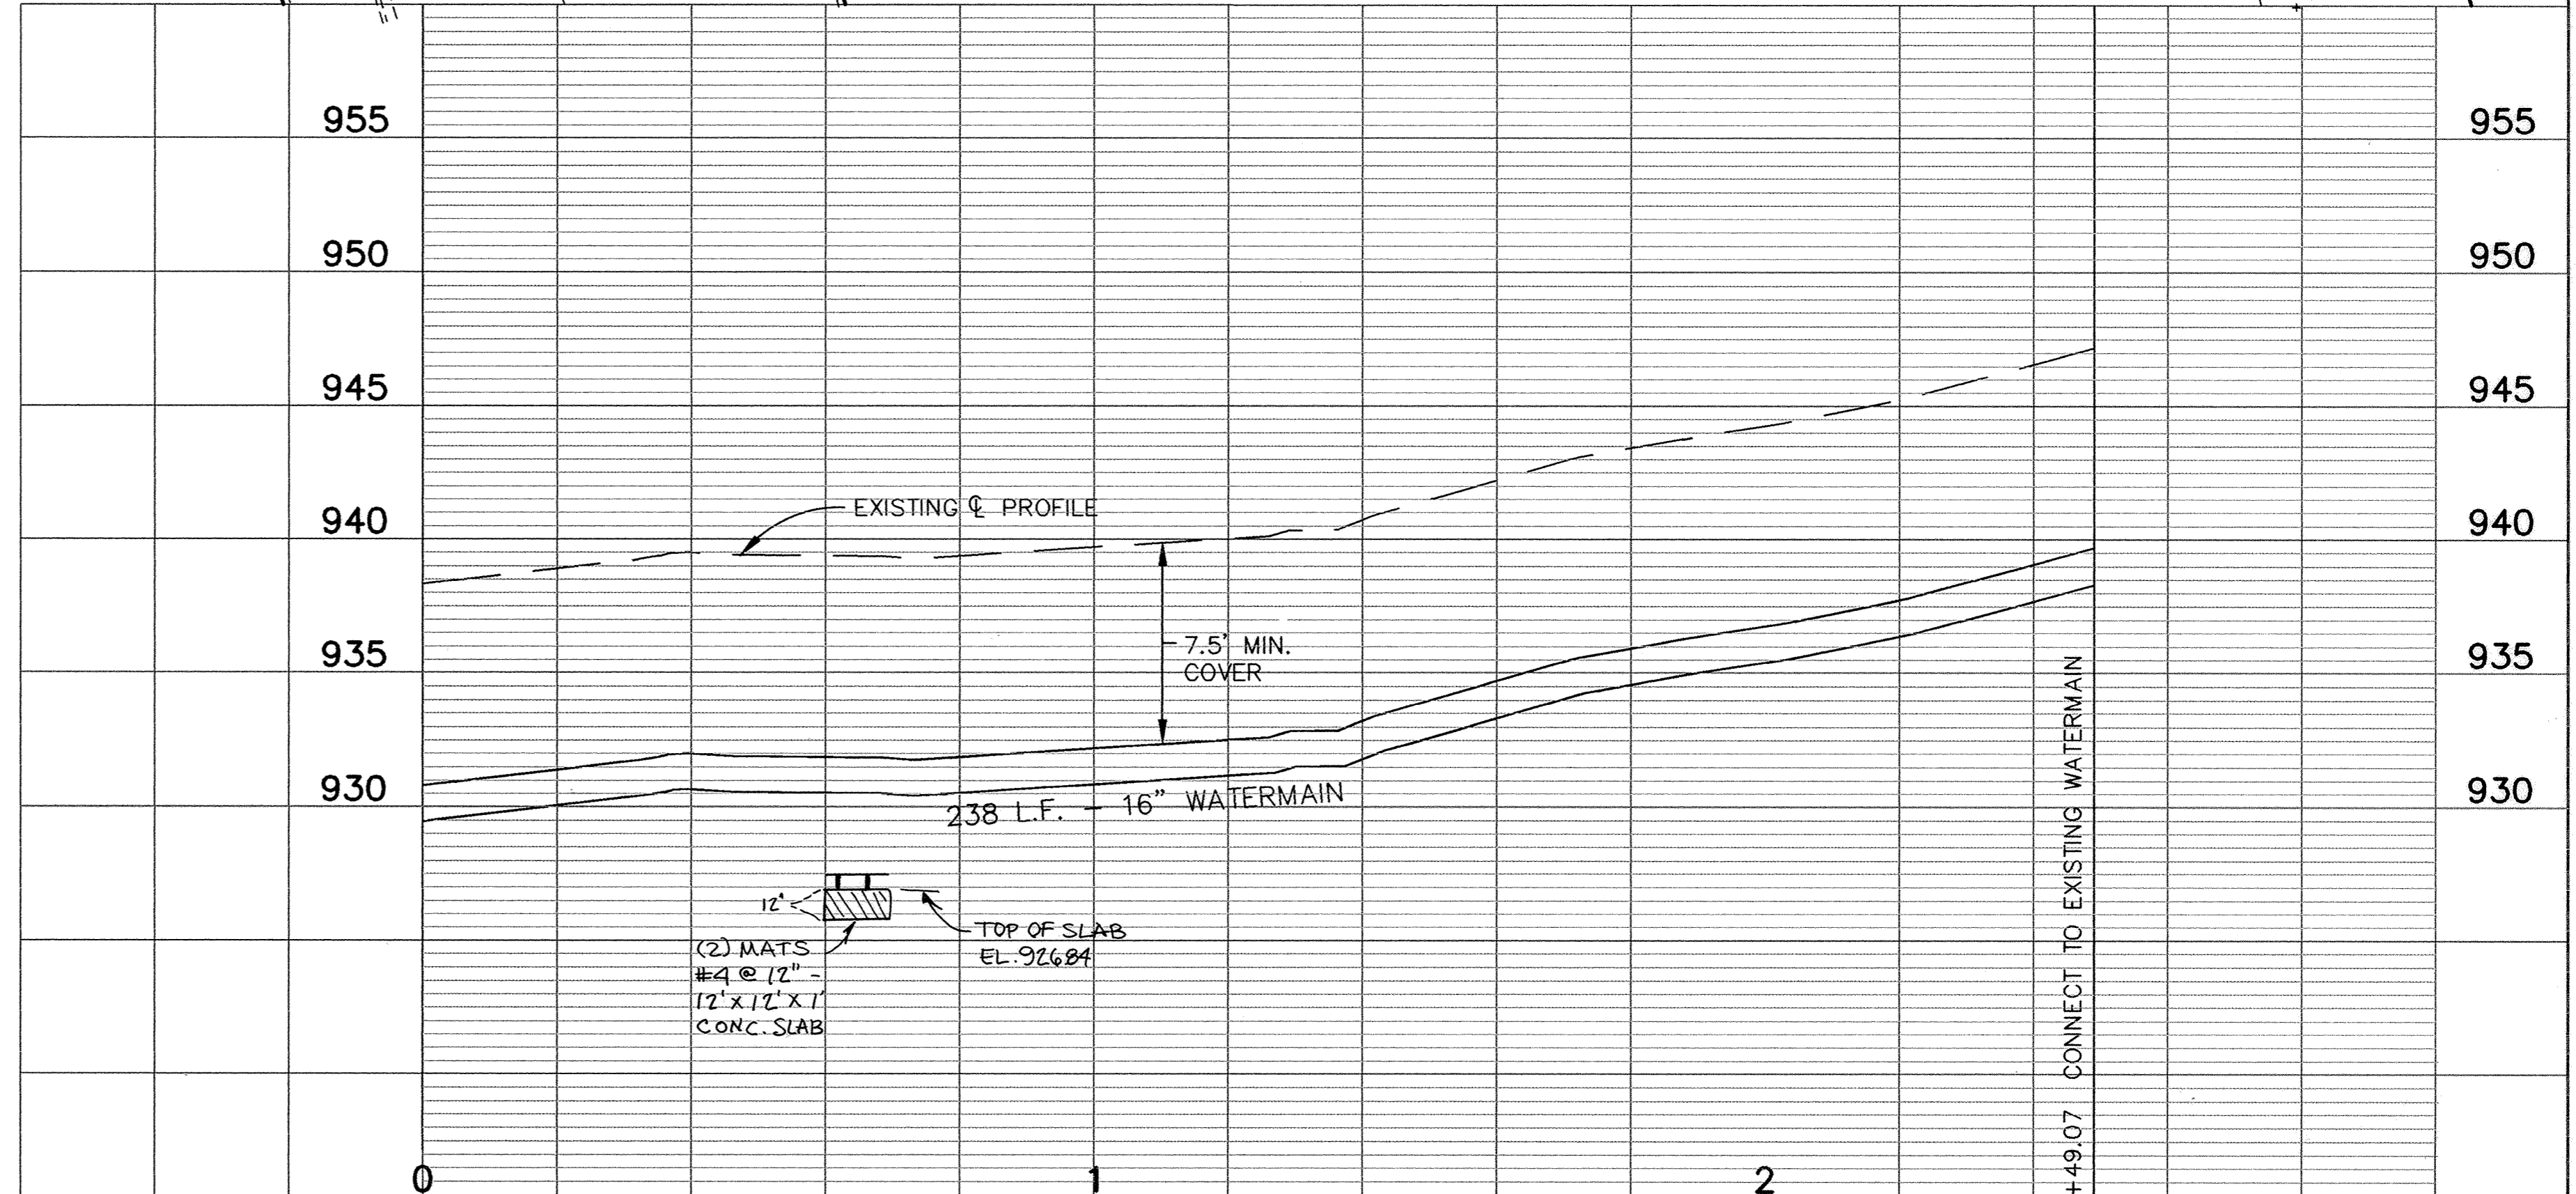 955
955
950
950
945
945
EXISTING ℄ PROFILE
940
940
7.5' MIN.
COVER
935
935
930
930
238 L.F. – 16" WATERMAIN
12"
TOP OF SLAB
EL. 926.84
(2) MATS
#4 @ 12" –
12' x 12' x 1'
CONC. SLAB
+49.07 CONNECT TO EXISTING WATERMAIN
0
1
2